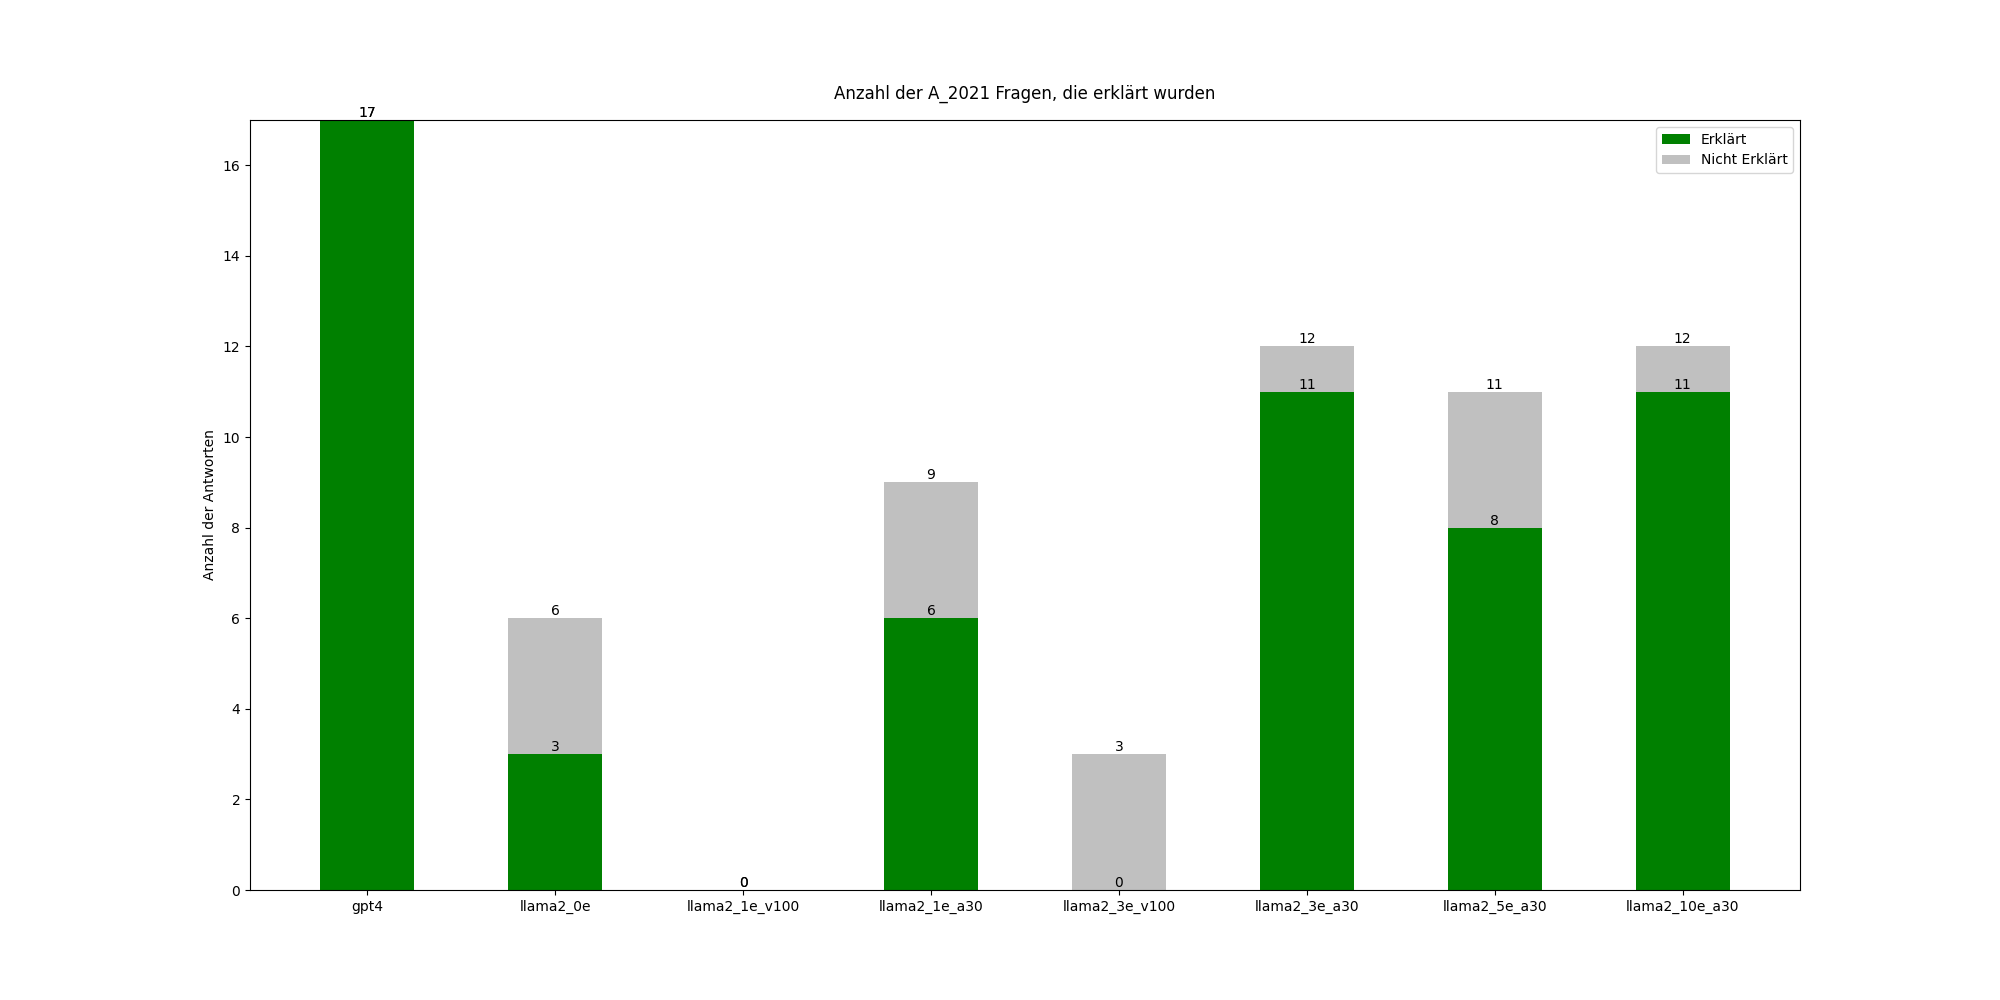 Anzahl der A_2021 Fragen, die erklärt wurden
17
Erklärt
Nicht Erklärt
16
14
12
10
8
6
4
2
0
Anzahl der Antworten
6
3
0
9
6
3
0
12
11
11
8
12
11
gpt4
llama2_0e
llama2_1e_v100
llama2_1e_a30
llama2_3e_v100
llama2_3e_a30
llama2_5e_a30
llama2_10e_a30